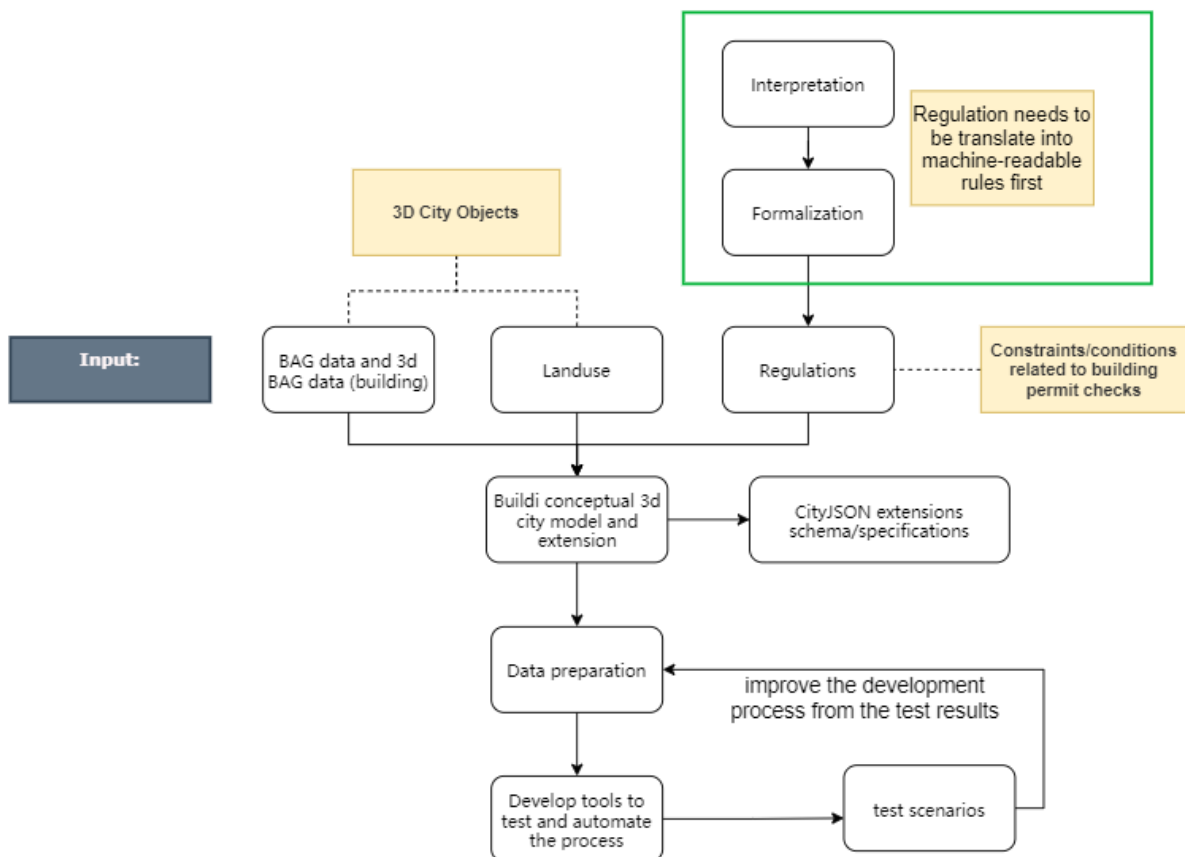 Interpretation
Regulation needs to
be translate into
machine-readable
rules first
Formalization
3D City Objects
Input:
BAG data and 3d
BAG data (building)
Landuse
Regulations
Constraints/conditions
related to building
permit checks
Buildi conceptual 3d
city model and
extension
CityJSON extensions
schema/specifications
Data preparation
improve the development
process from the test results
Develop tools to
test and automate
the process
test scenarios